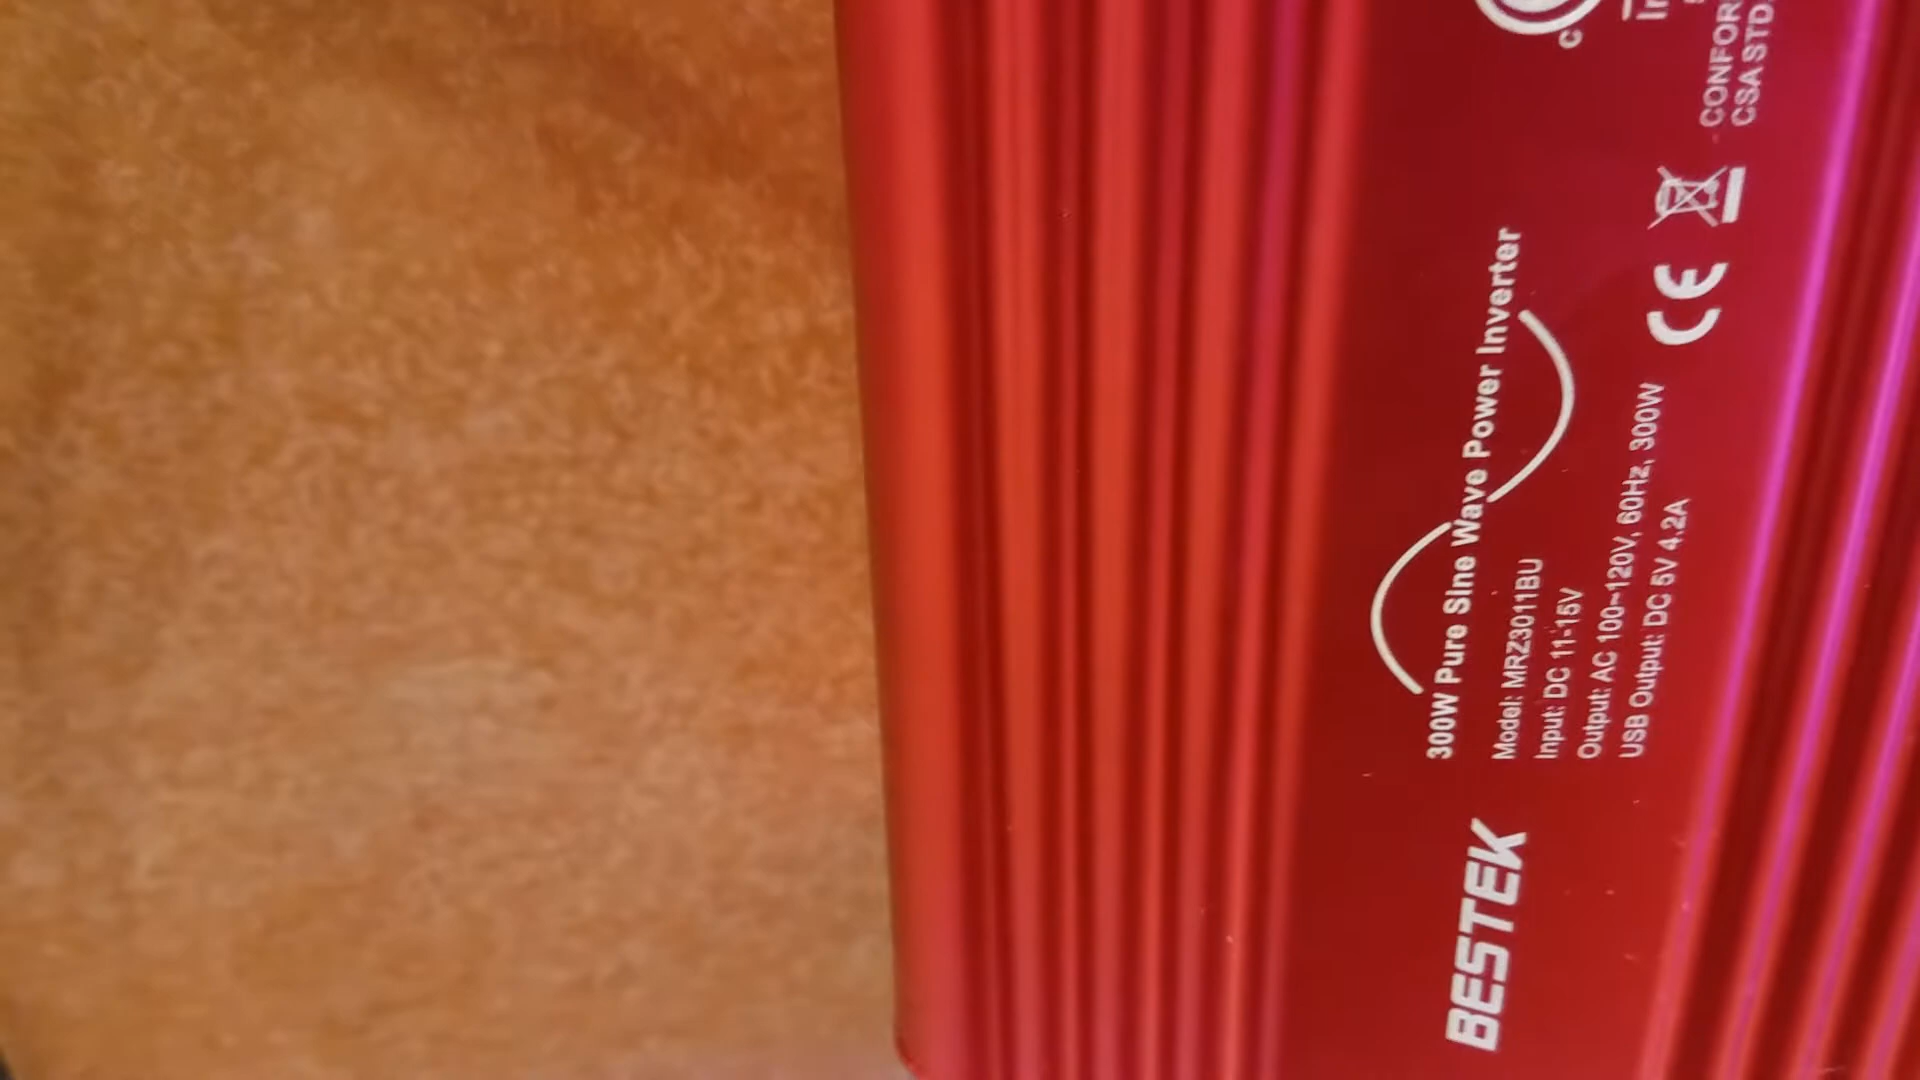 BESTEK
300W Pure Sine Wave Power Inverter
Model: MRZ3011BU
Input: DC 11-15V
Output: AC 100~120V, 60Hz, 300W
USB Output: DC 5V 4.2A
CE
C
CONFOR
CSA STD.